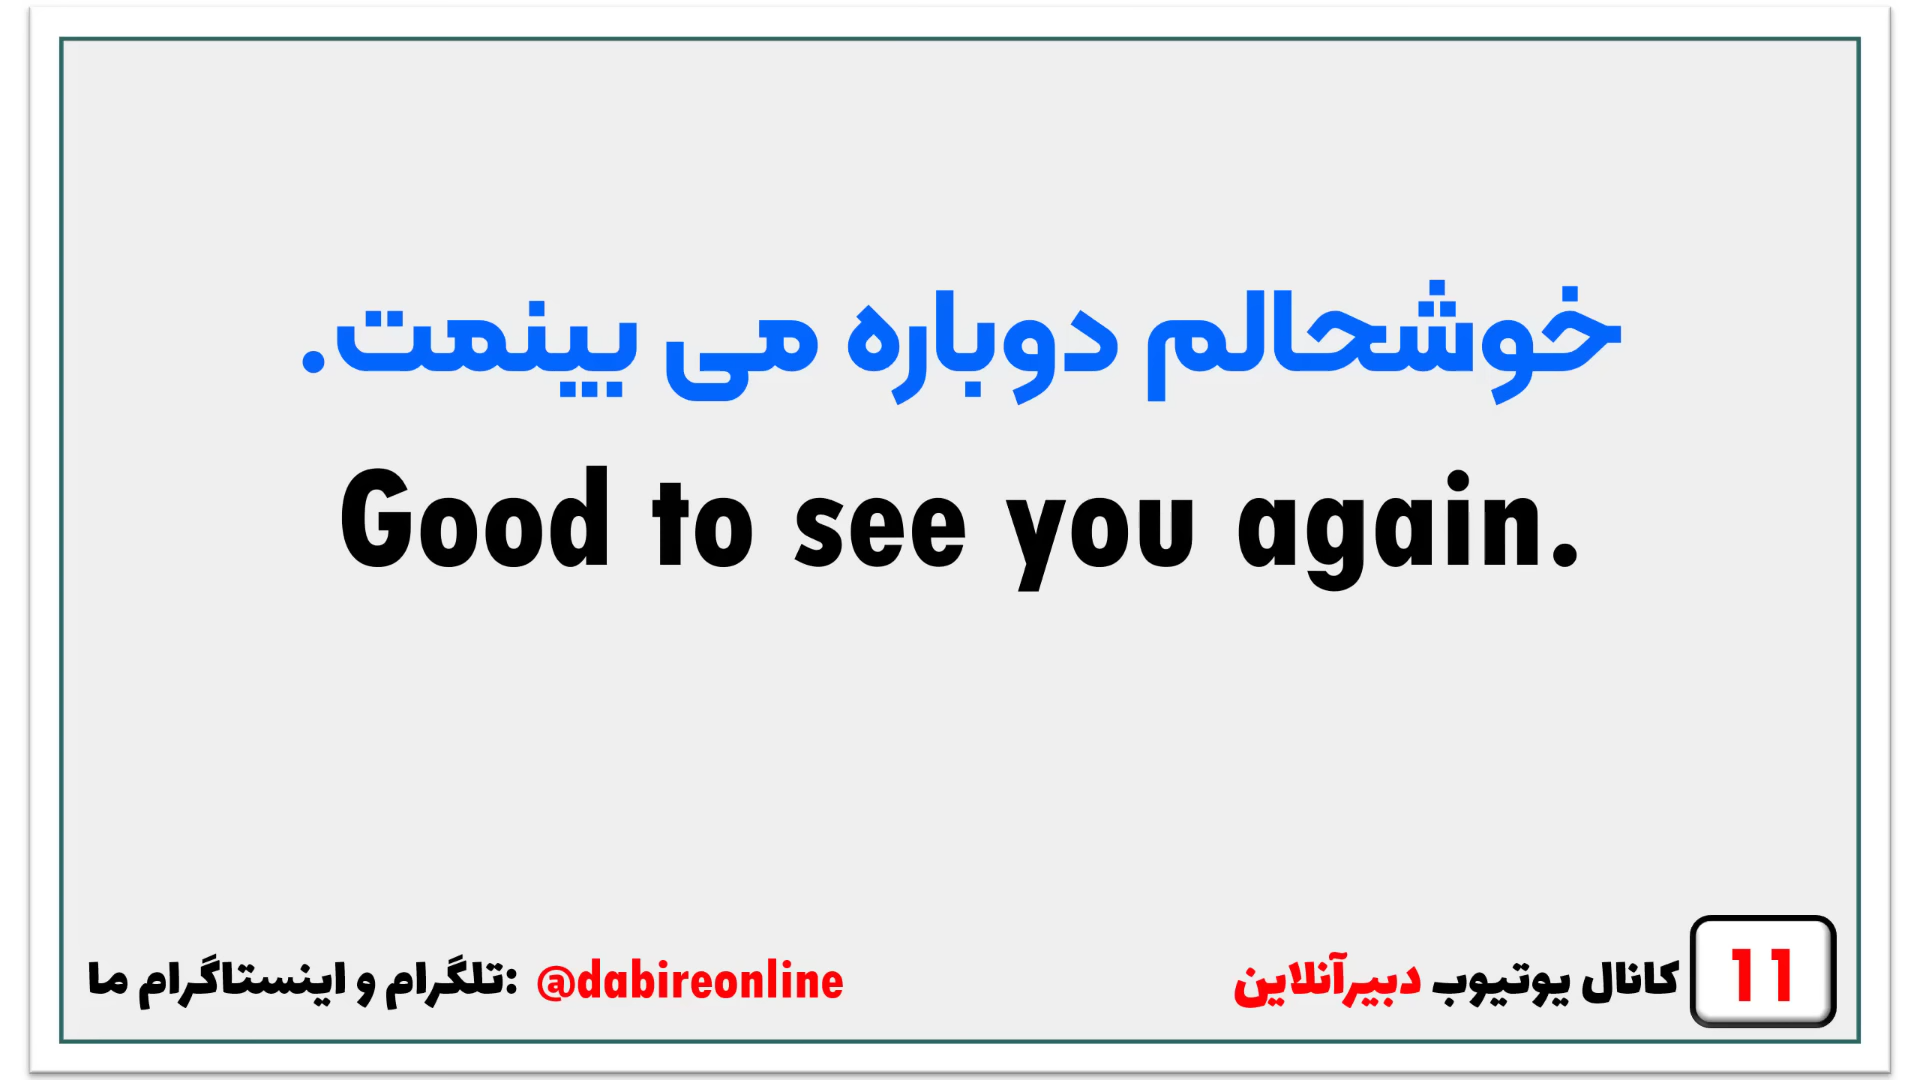 خوشحالم دوباره می بینمت.
Good to see you again.
11 کانال یوتیوب دبیرآنلاین
تلگرام و اینستاگرام ما: @dabireonline